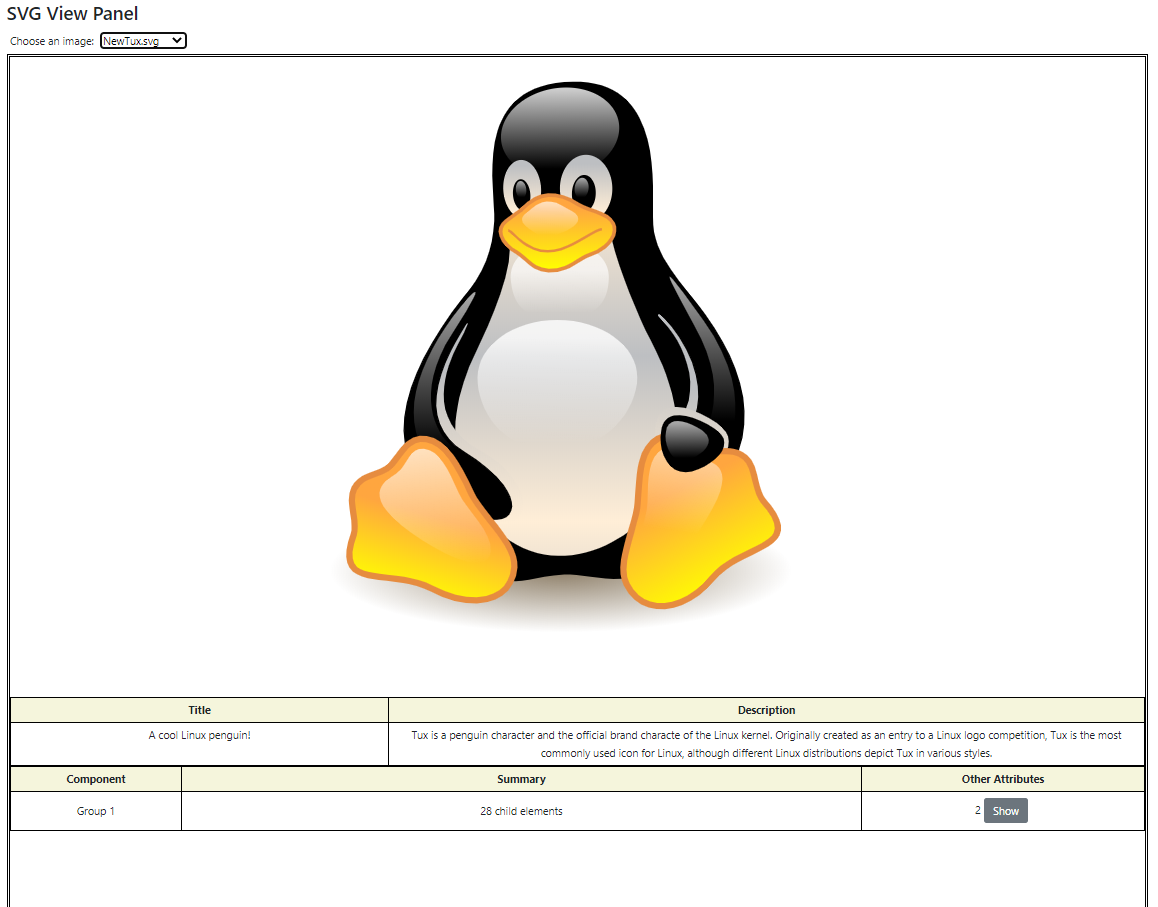 SVG View Panel
Choose an image: NewTux.svg
Title Description
A cool Linux penguin! Tux is a penguin character and the official brand characte of the Linux kernel. Originally created as an entry to a Linux logo competition, Tux is the most
commonly used icon for Linux, although different Linux distributions depict Tux in various styles.
Component Summary Other Attributes
Group 1 28 child elements 2 Show